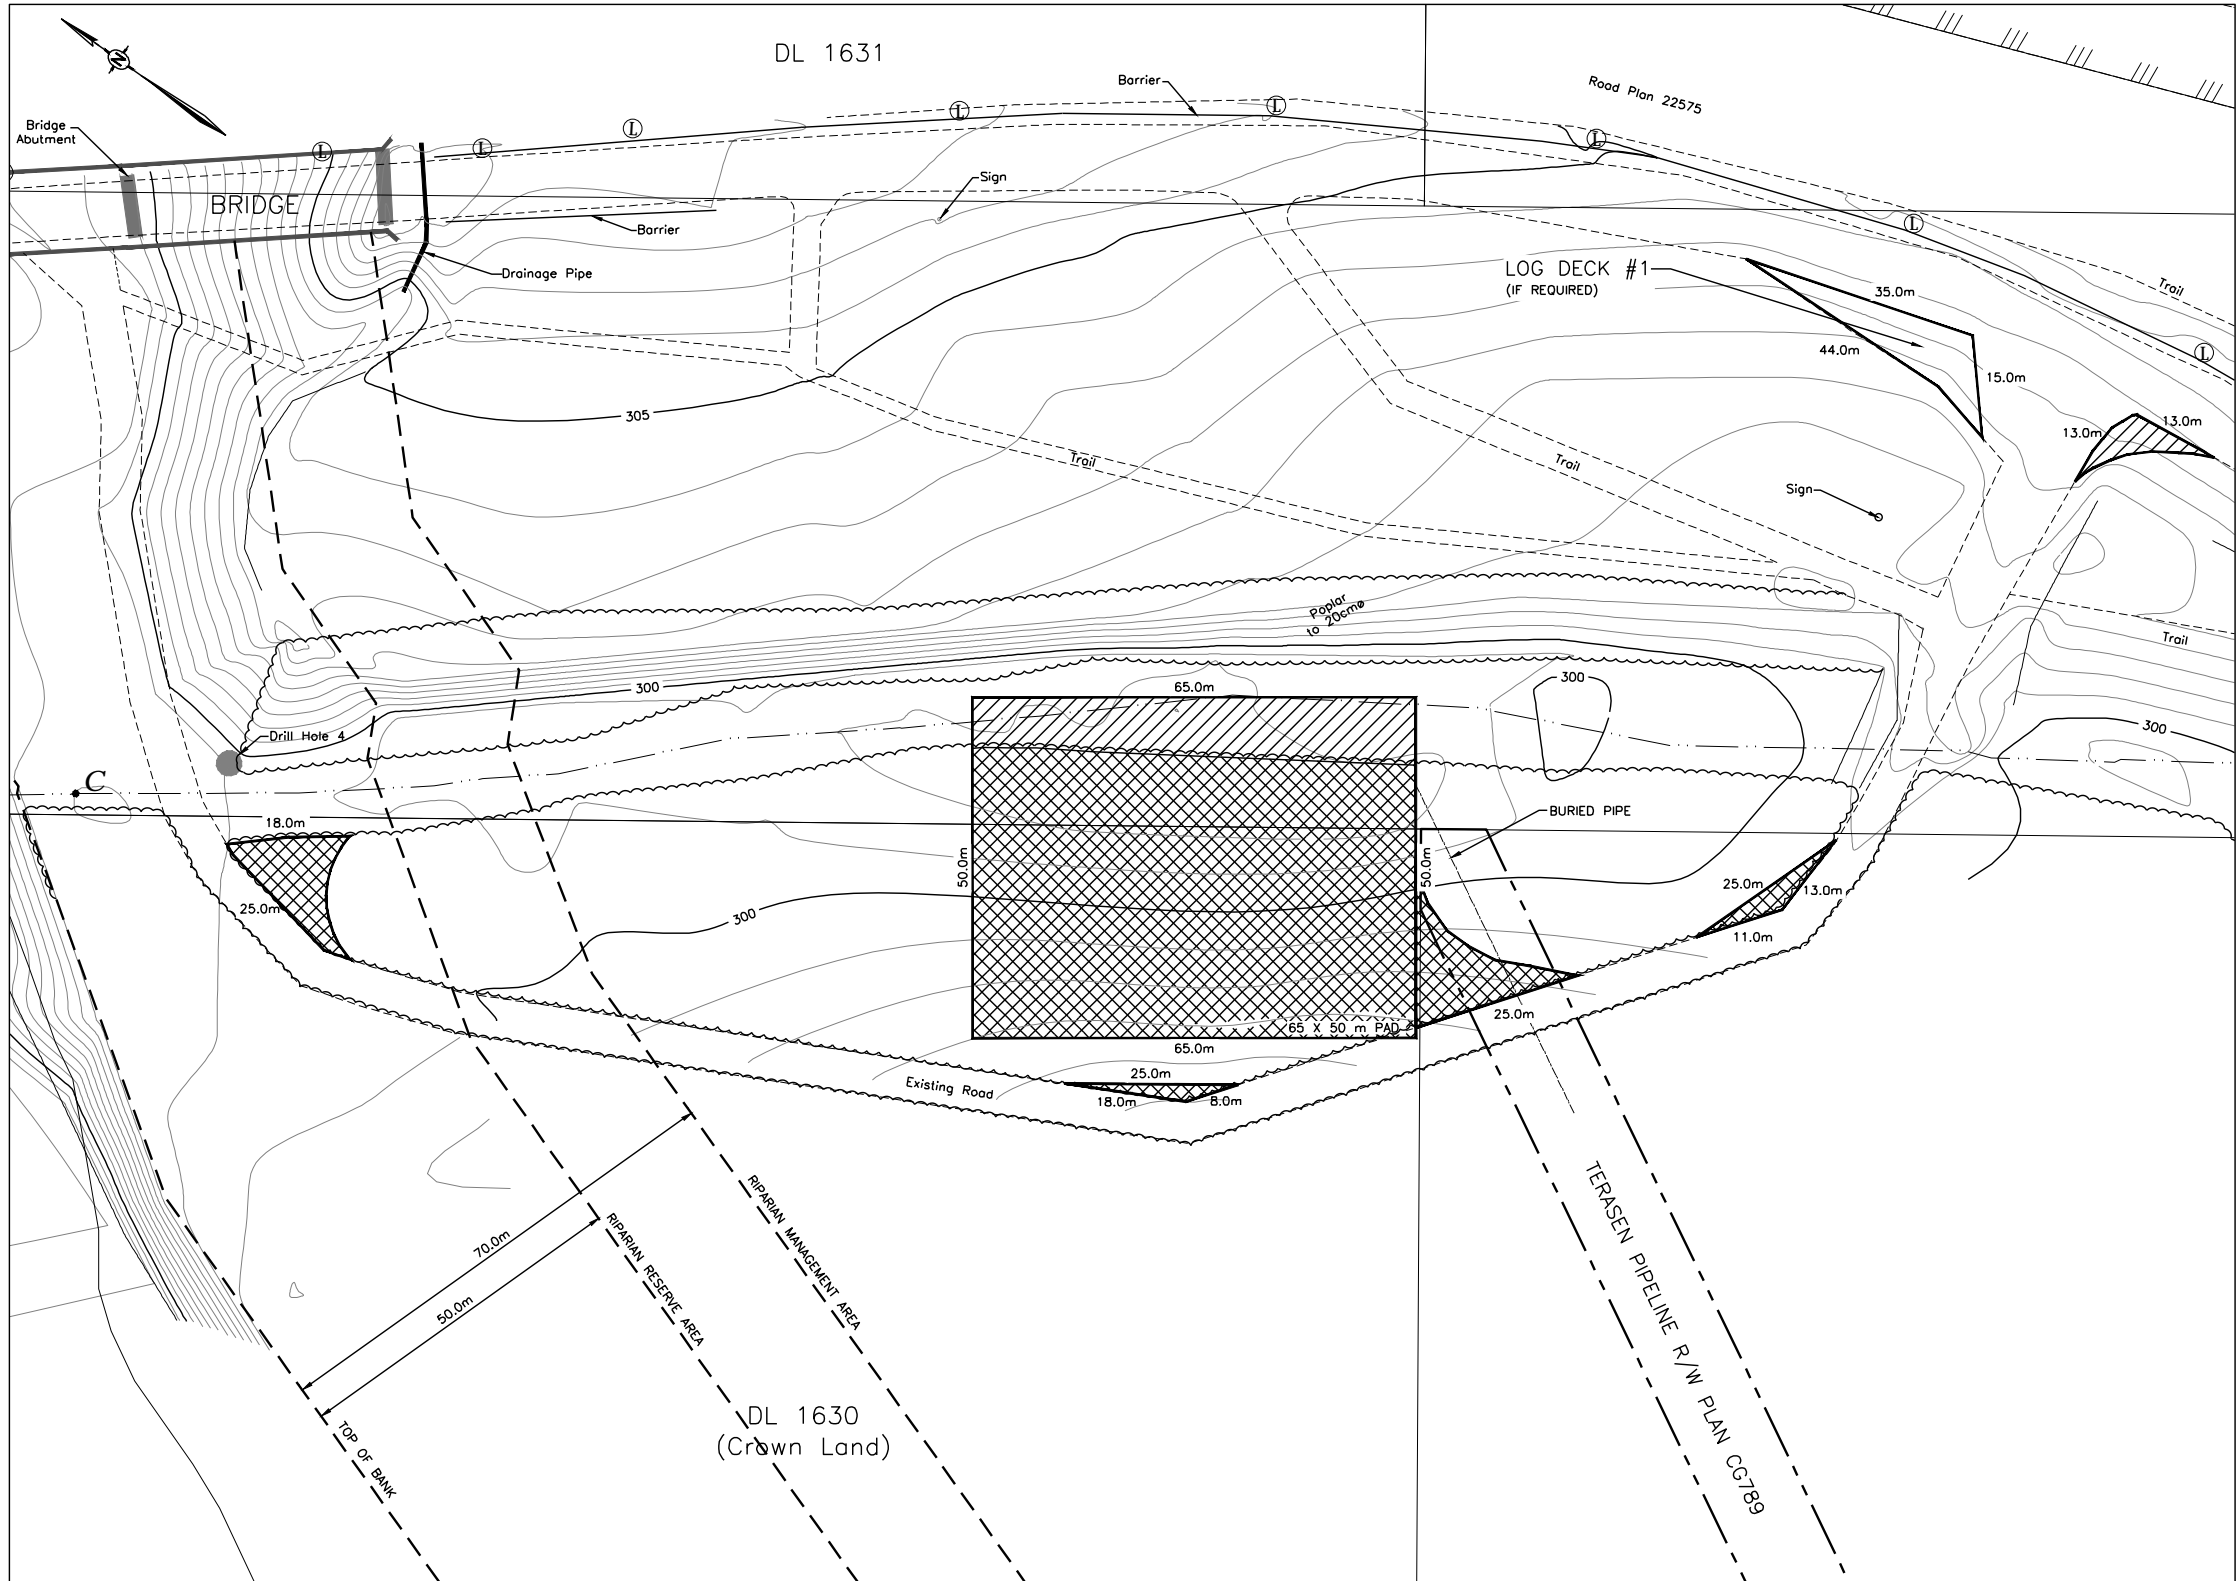 DL 1631
N
Barrier
Road Plan 22575
Bridge
Abutment
L
L
L
L
L
L
L
L
BRIDGE
Sign
Barrier
Drainage Pipe
LOG DECK #1
(IF REQUIRED)
35.0m
44.0m
15.0m
Trail
13.0m
13.0m
305
Trail
Trail
Sign
Poplar
to 20cmø
Trail
300
300
65.0m
300
Drill Hole 4
C
18.0m
BURIED PIPE
50.0m
50.0m
25.0m
13.0m
25.0m
300
11.0m
65 X 50 m PAD
25.0m
65.0m
25.0m
Existing Road
18.0m
8.0m
70.0m
50.0m
RIPARIAN RESERVE AREA
RIPARIAN MANAGEMENT AREA
TERASEN PIPELINE R/W PLAN CG789
TOP OF BANK
DL 1630
(Crown Land)